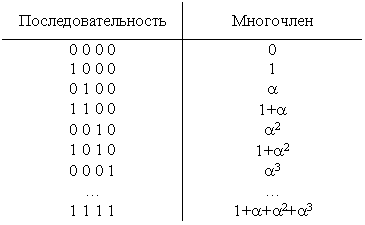 Последовательность Многочлен
0 0 0 0 0
1 0 0 0 1
0 1 0 0 α
1 1 0 0 1+α
0 0 1 0 α²
1 0 1 0 1+α²
0 0 0 1 α³
... ...
1 1 1 1 1+α+α²+α³